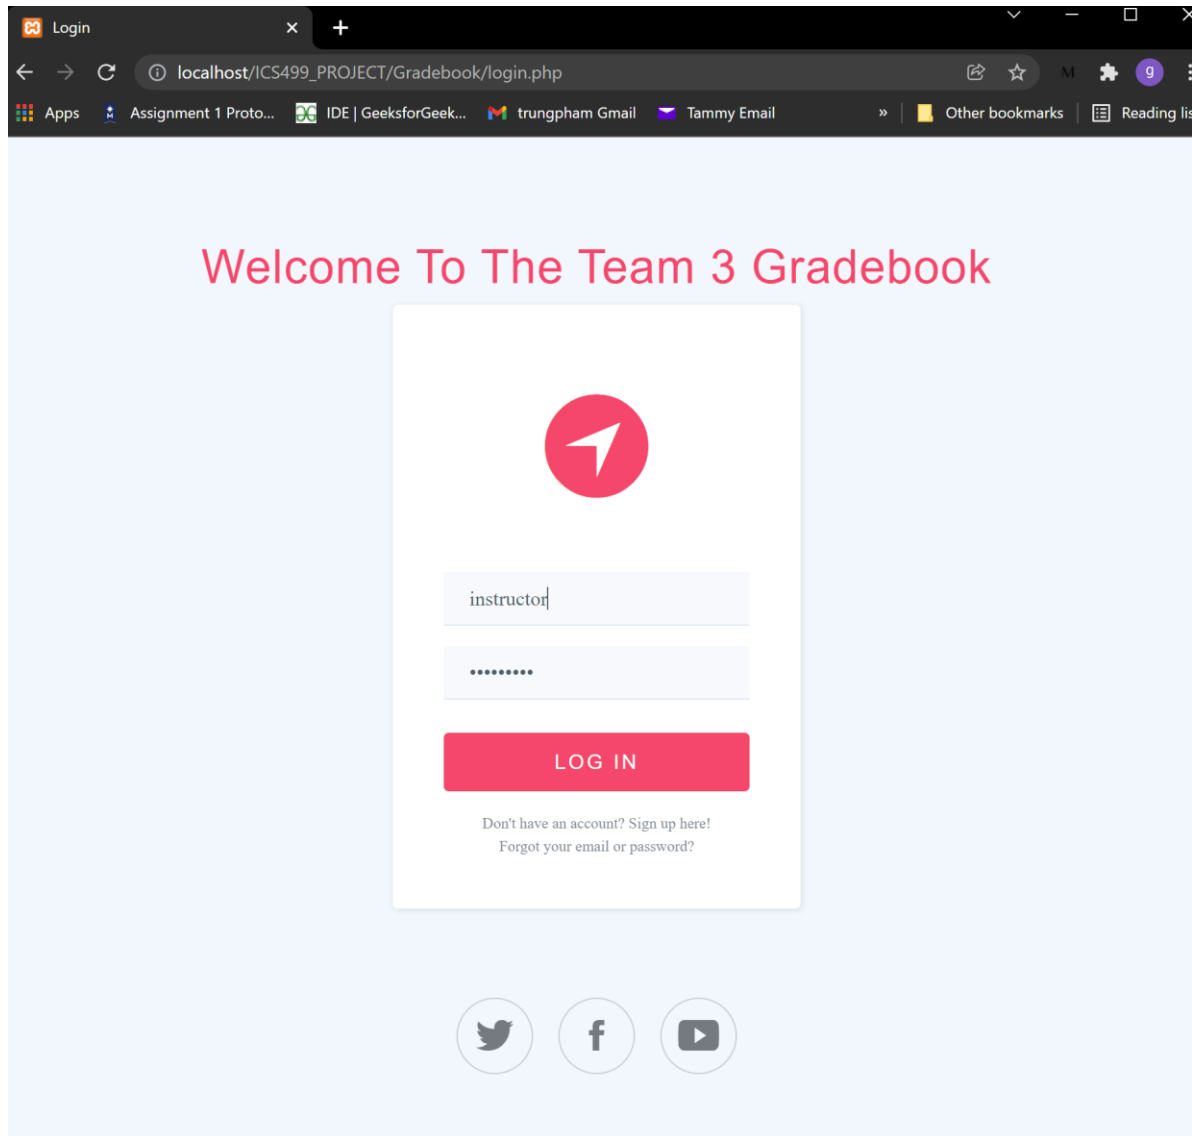 Login
localhost/ICS499_PROJECT/Gradebook/login.php
g
Apps Assignment 1 Proto... IDE | GeeksforGeek... trungpham Gmail Tammy Email » Other bookmarks Reading lis
Welcome To The Team 3 Gradebook
instructor
•••••••••
LOG IN
Don't have an account? Sign up here!
Forgot your email or password?